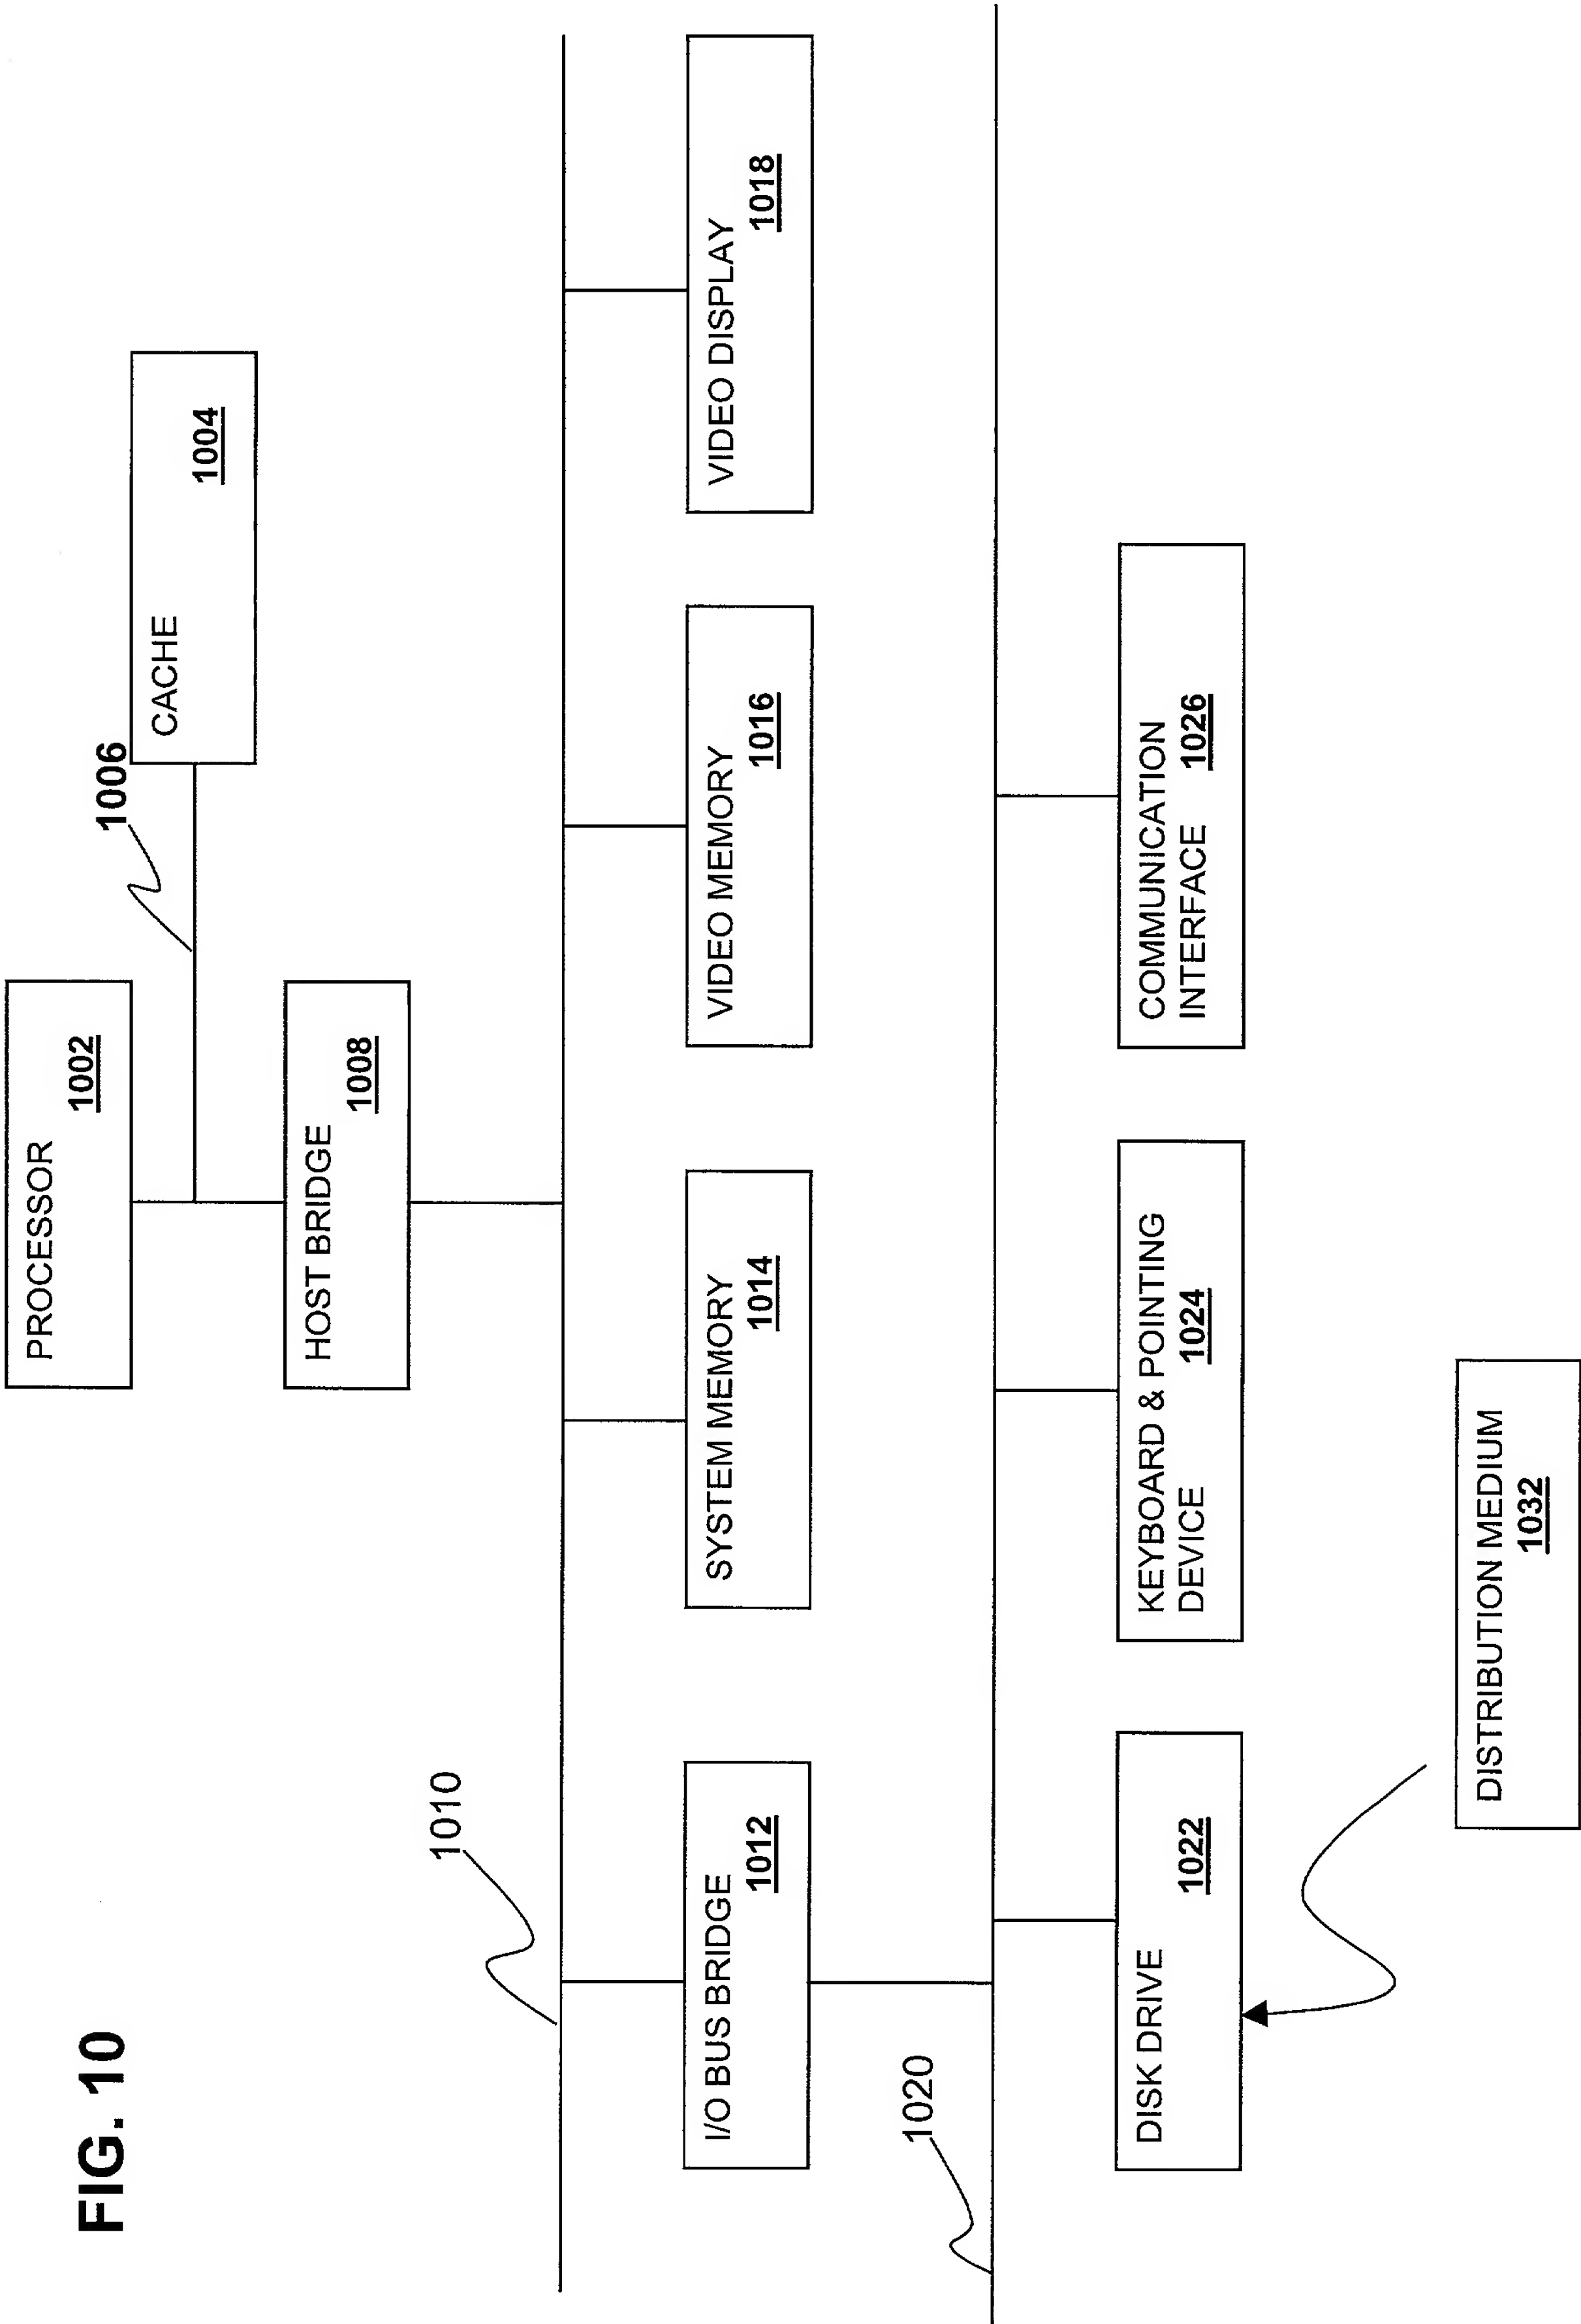 FIG. 10
PROCESSOR
1002
CACHE
1004
1006
HOST BRIDGE
1008
1010
I/O BUS BRIDGE
1012
SYSTEM MEMORY
1014
VIDEO MEMORY
1016
VIDEO DISPLAY
1018
1020
DISK DRIVE
1022
KEYBOARD & POINTING
DEVICE
1024
COMMUNICATION
INTERFACE 1026
DISTRIBUTION MEDIUM
1032